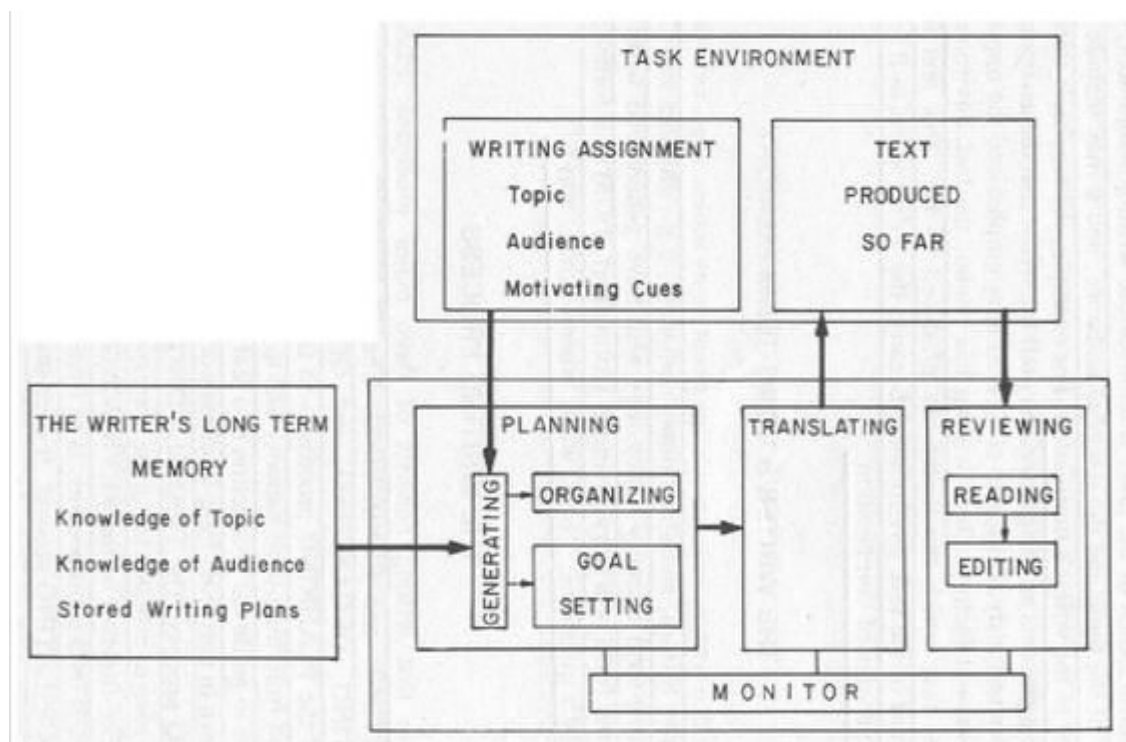 TASK ENVIRONMENT
WRITING ASSIGNMENT
Topic
Audience
Motivating Cues
TEXT
PRODUCED
SO FAR
THE WRITER'S LONG TERM
MEMORY
Knowledge of Topic
Knowledge of Audience
Stored Writing Plans
PLANNING
GENERATING
ORGANIZING
GOAL
SETTING
TRANSLATING
REVIEWING
READING
EDITING
MONITOR